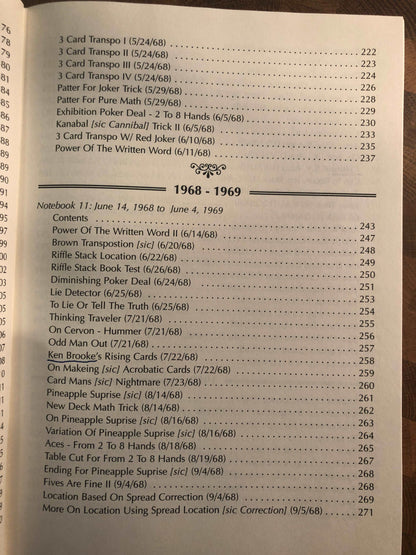 3 Card Transpo I (5/24/68) 222
3 Card Transpo II (5/24/68) 223
3 Card Transpo III (5/24/68) 224
3 Card Transpo IV (5/24/68) 226
Patter For Joker Trick (5/29/68) 228
Patter For Pure Math (5/29/68) 229
Exhibition Poker Deal - 2 To 8 Hands (6/5/68) 230
Kanabal [sic Cannibal] Trick II (6/5/68) 233
3 Card Transpo W/ Red Joker (6/10/68) 235
Power Of The Written Word (6/11/68) 237
1968 - 1969
Notebook 11: June 14, 1968 to June 4, 1969
Contents 243
Power Of The Written Word II (6/14/68) 247
Brown Transpostion [sic] (6/20/68) 248
Riffle Stack Location (6/22/68) 249
Riffle Stack Book Test (6/26/68) 250
Diminishing Poker Deal (6/24/68) 251
Lie Detector (6/25/68) 253
To Lie Or To Tell The Truth (6/25/68) 254
Thinking Traveler (7/21/68) 255
On Cervon - Hummer (7/21/68)
Odd Man Out (7/21/68) 257
Ken Brooke's Rising Cards (7/22/68) 258
On Makeing [sic] Acrobatic Cards (7/22/68) 259
Card Mans [sic] Nightmare (7/23/68) 260
Pineapple Suprise [sic] (8/14/68) 261
New Deck Math Trick (8/14/68) 262
On Pineapple Suprise [sic] (8/16/68) 263
Variation Of Pineapple Suprise [sic] (8/16/68) 264
Aces - From 2 To 8 Hands (8/18/68) 265
Table Cut For From 2 To 8 Hands (8/19/68) 267
Ending For Pineapple Suprise [sic] (9/4/68) 268
Fives Are Fine II (9/4/68) 268
Location Based On Spread Correction (9/4/68) 269
More On Location Using Spread Location [sic Correction] (9/5/68) 271